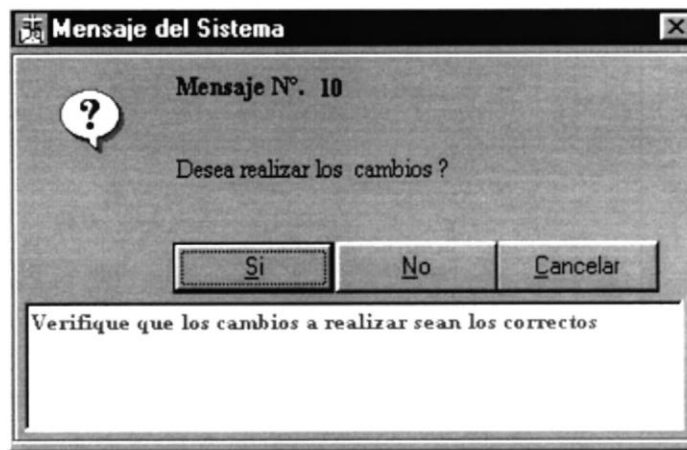 Mensaje del Sistema
Mensaje Nº. 10
Desea realizar los cambios ?
Si No Cancelar
Verifique que los cambios a realizar sean los correctos